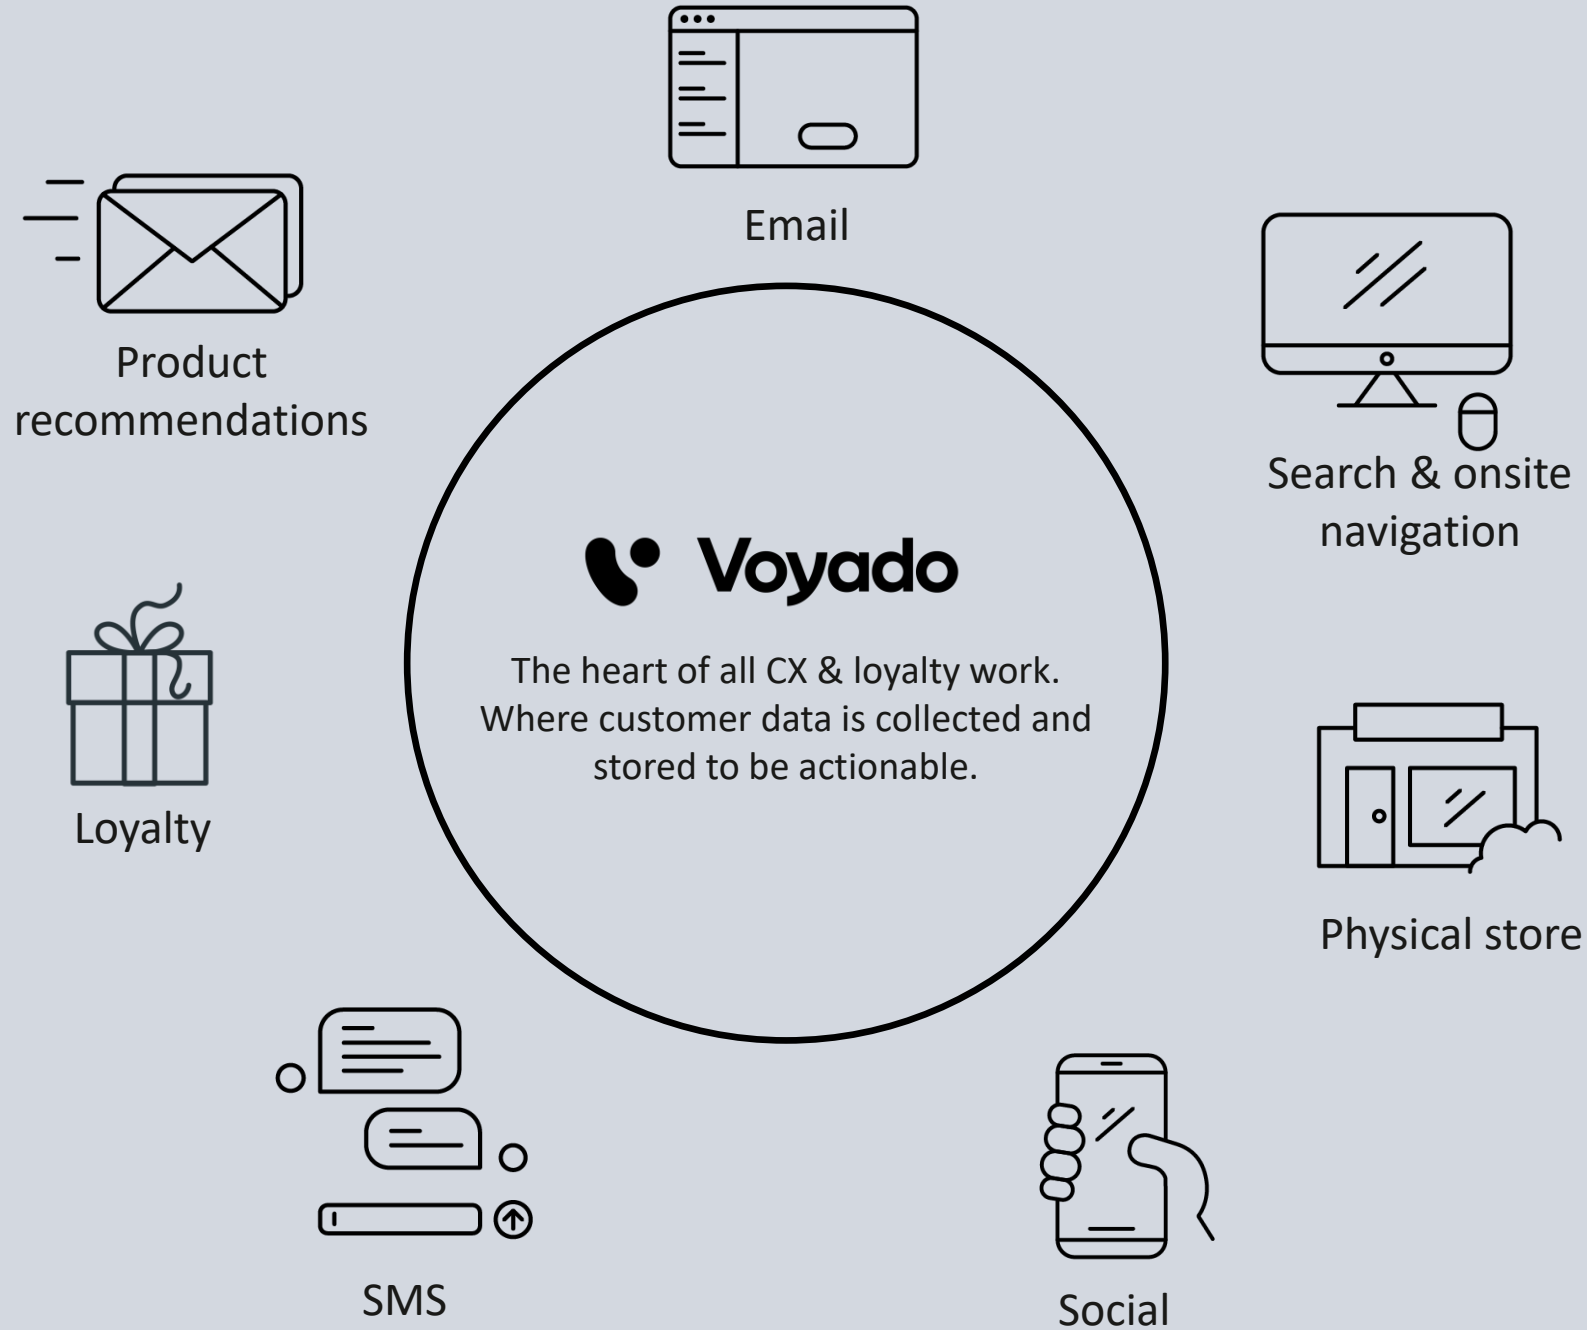 Email
Product
recommendations
Search & onsite
navigation
Voyado
The heart of all CX & loyalty work.
Where customer data is collected and
stored to be actionable.
Loyalty
Physical store
SMS
Social